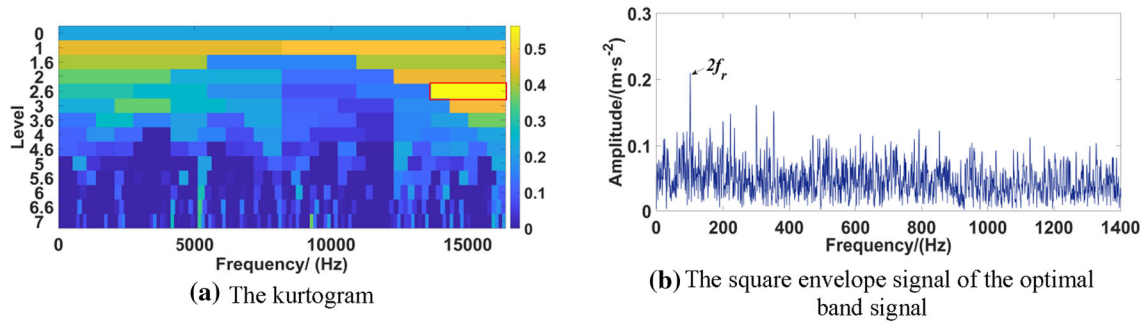 0
1
1.6
2
2.6
3
3.6
4
4.6
5
5.6
6
6.6
7
Level
0 5000 10000 15000
Frequency/ (Hz)
0.5
0.4
0.3
0.2
0.1
0
(a) The kurtogram
0.3
0.2
0.1
0
Amplitude/(m·s⁻²)
2fr
0 200 400 600 800 1000 1200 1400
Frequency/(Hz)
(b) The square envelope signal of the optimal
band signal